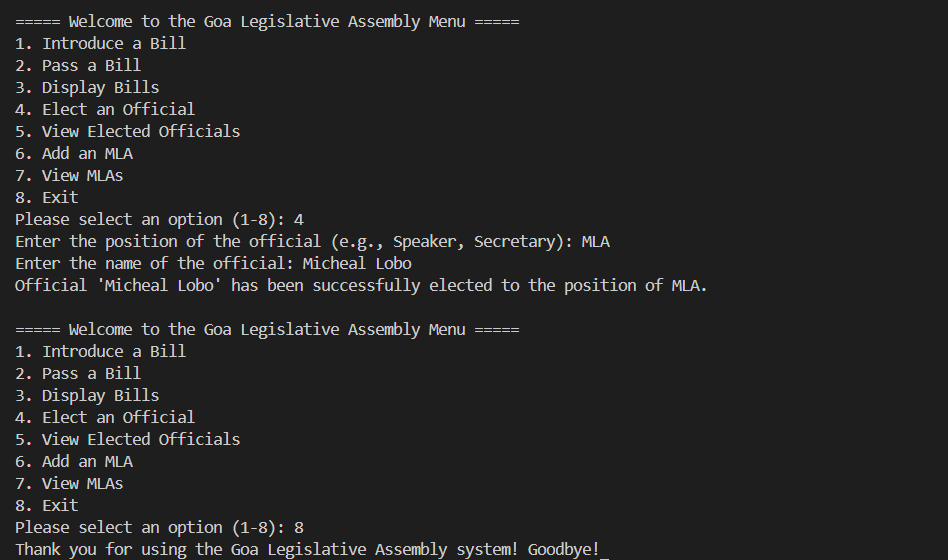 ===== Welcome to the Goa Legislative Assembly Menu =====
1. Introduce a Bill
2. Pass a Bill
3. Display Bills
4. Elect an Official
5. View Elected Officials
6. Add an MLA
7. View MLAs
8. Exit
Please select an option (1-8): 4
Enter the position of the official (e.g., Speaker, Secretary): MLA
Enter the name of the official: Micheal Lobo
Official 'Micheal Lobo' has been successfully elected to the position of MLA.
===== Welcome to the Goa Legislative Assembly Menu =====
1. Introduce a Bill
2. Pass a Bill
3. Display Bills
4. Elect an Official
5. View Elected Officials
6. Add an MLA
7. View MLAs
8. Exit
Please select an option (1-8): 8
Thank you for using the Goa Legislative Assembly system! Goodbye!_